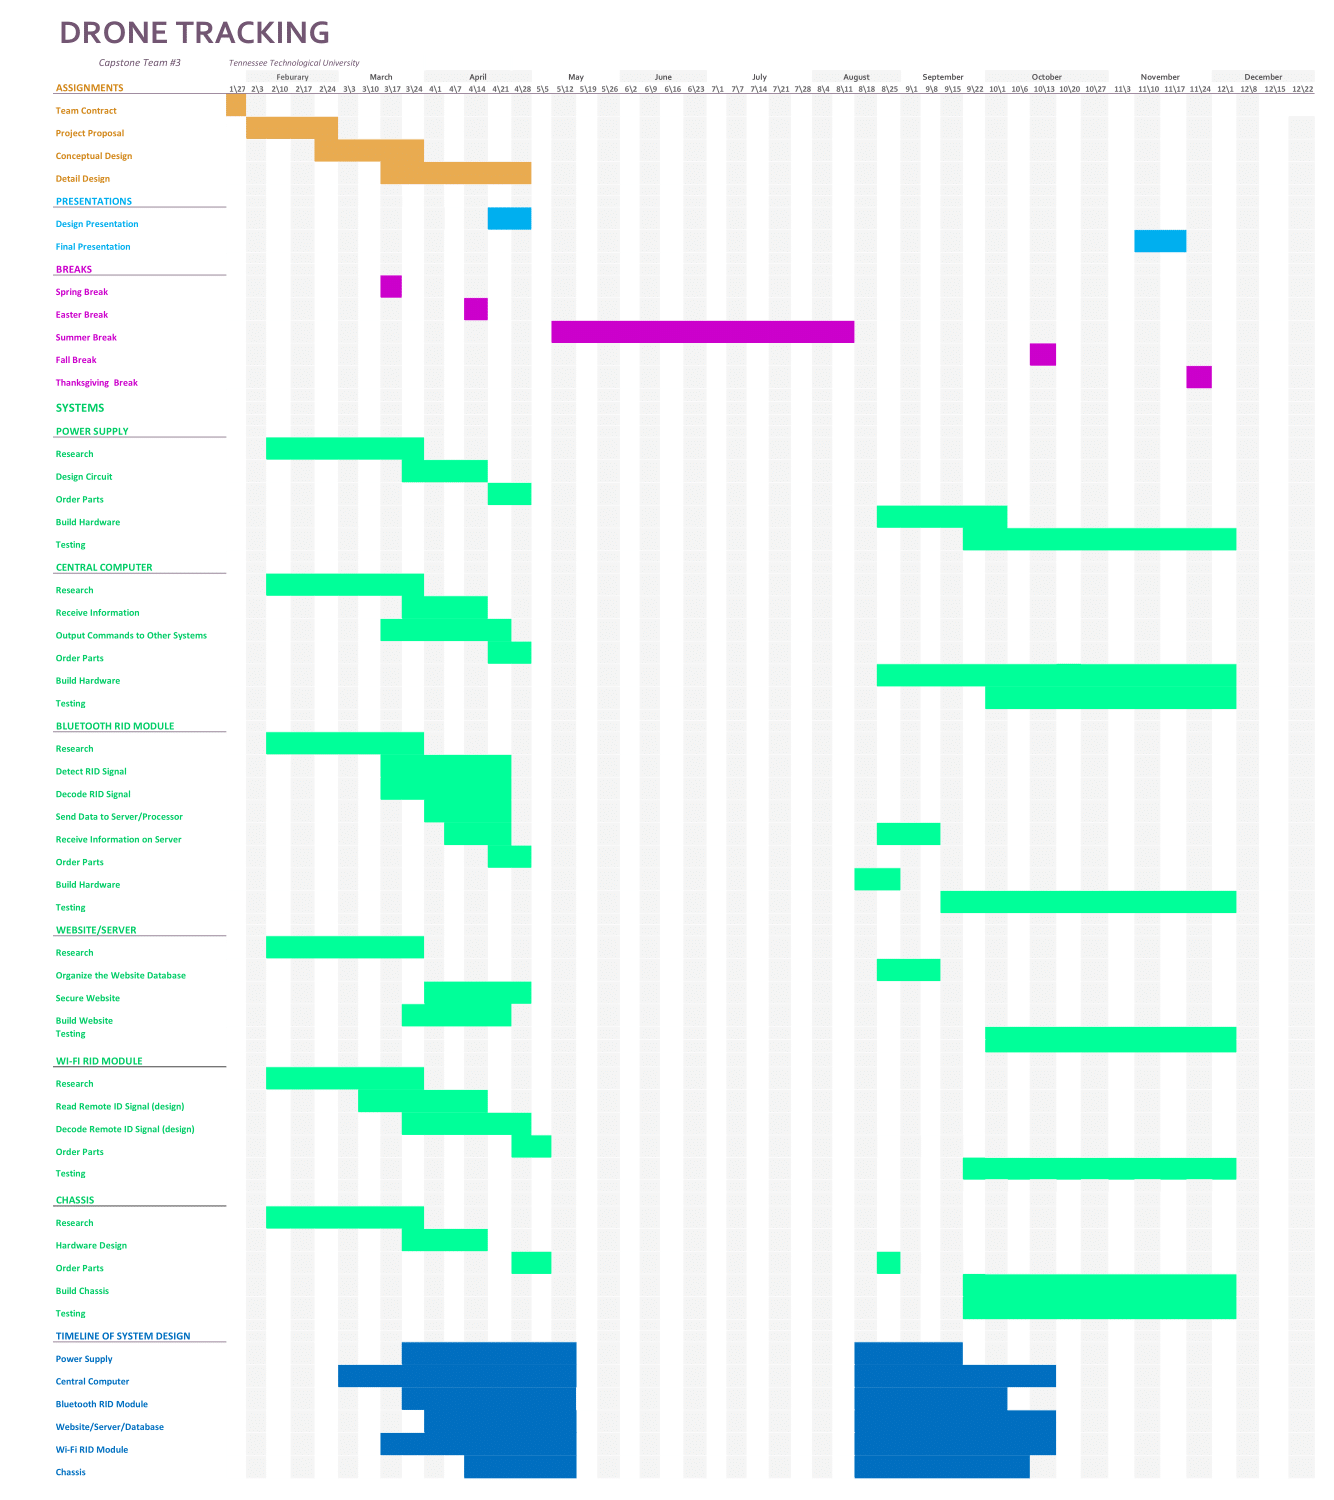 DRONE TRACKING
Capstone Team #3 Tennessee Technological University
Feburary March April May June July August September October November December
ASSIGNMENTS 1\27 2\3 2\10 2\17 2\24 3\3 3\10 3\17 3\24 4\1 4\7 4\14 4\21 4\28 5\5 5\12 5\19 5\26 6\2 6\9 6\16 6\23 7\1 7\7 7\14 7\21 7\28 8\4 8\11 8\18 8\25 9\1 9\8 9\15 9\22 10\1 10\6 10\13 10\20 10\27 11\3 11\10 11\17 11\24 12\1 12\8 12\15 12\22
Team Contract
Project Proposal
Conceptual Design
Detail Design
PRESENTATIONS
Design Presentation
Final Presentation
BREAKS
Spring Break
Easter Break
Summer Break
Fall Break
Thanksgiving Break
SYSTEMS
POWER SUPPLY
Research
Design Circuit
Order Parts
Build Hardware
Testing
CENTRAL COMPUTER
Research
Receive Information
Output Commands to Other Systems
Order Parts
Build Hardware
Testing
BLUETOOTH RID MODULE
Research
Detect RID Signal
Decode RID Signal
Send Data to Server/Processor
Receive Information on Server
Order Parts
Build Hardware
Testing
WEBSITE/SERVER
Research
Organize the Website Database
Secure Website
Build Website
Testing
WI-FI RID MODULE
Research
Read Remote ID Signal (design)
Decode Remote ID Signal (design)
Order Parts
Testing
CHASSIS
Research
Hardware Design
Order Parts
Build Chassis
Testing
TIMELINE OF SYSTEM DESIGN
Power Supply
Central Computer
Bluetooth RID Module
Website/Server/Database
Wi-Fi RID Module
Chassis